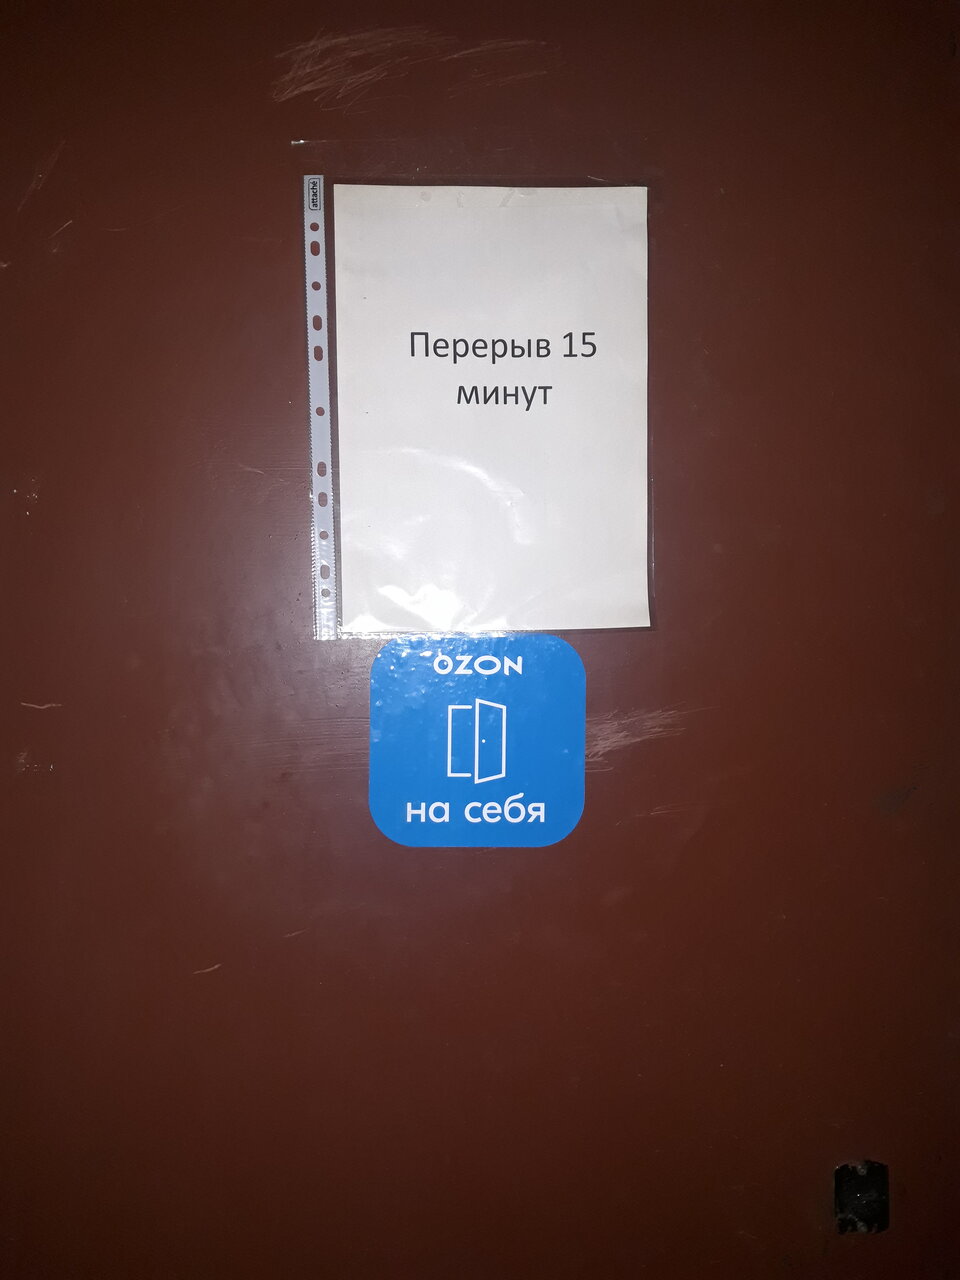 attaché
Перерыв 15
минут
OZON
на себя